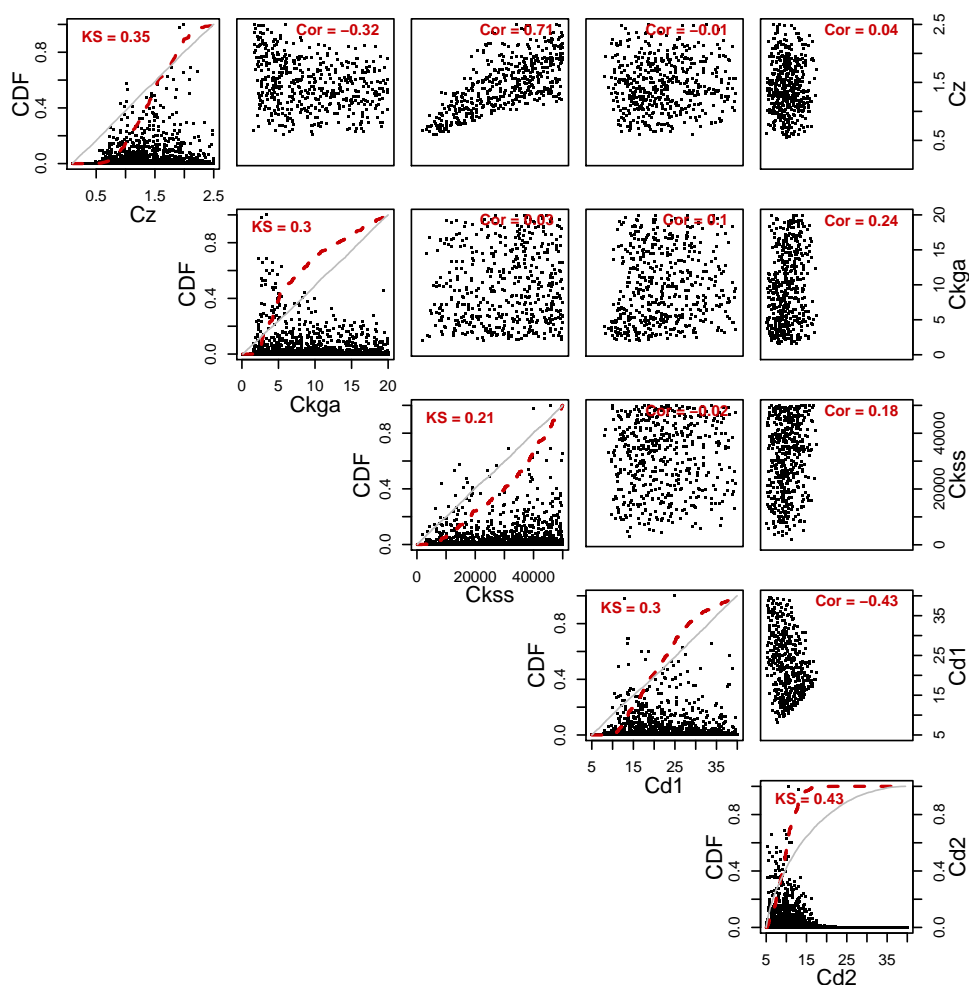 KS = 0.35
Cor = −0.32
Cor = 0.71
Cor = −0.01
Cor = 0.04
CDF
0.0 0.4 0.8
0.5 1.5 2.5
Cz
0.5 1.5 2.5
Cz
KS = 0.3
Cor = 0.03
Cor = 0.1
Cor = 0.24
CDF
0.0 0.4 0.8
0 5 10 15 20
Ckga
0 5 10 15 20
Ckga
KS = 0.21
Cor = −0.02
Cor = 0.18
CDF
0.0 0.4 0.8
0 20000 40000
Ckss
0 20000 40000
Ckss
KS = 0.3
Cor = −0.43
CDF
0.0 0.4 0.8
5 15 25 35
Cd1
5 15 25 35
Cd1
KS = 0.43
CDF
0.0 0.4 0.8
5 15 25 35
Cd2
0.0 0.4 0.8
Cd2